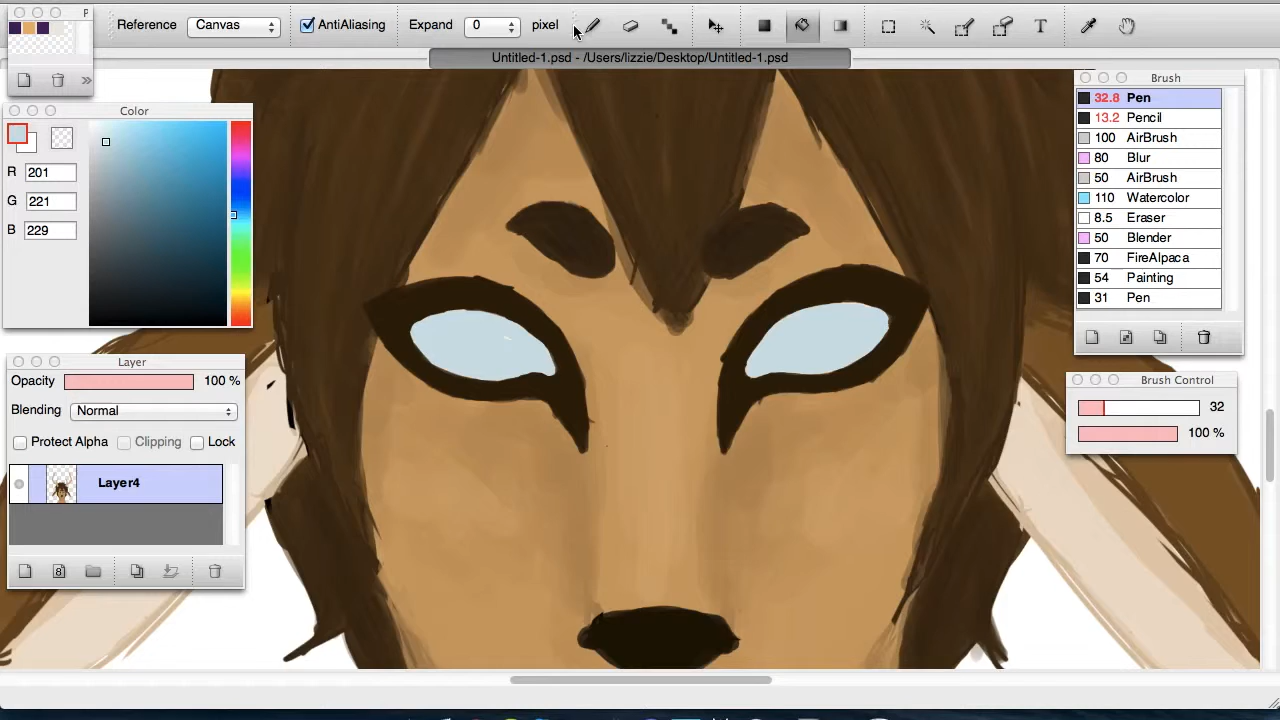 P
Reference Canvas AntiAliasing Expand 0 pixel
T
Untitled-1.psd - /Users/lizzie/Desktop/Untitled-1.psd
Color
R 201
G 221
B 229
Layer
Opacity 100 %
Blending Normal
Protect Alpha Clipping Lock
Layer4
8
Brush
32.8 Pen
13.2 Pencil
100 AirBrush
80 Blur
50 AirBrush
110 Watercolor
8.5 Eraser
50 Blender
70 FireAlpaca
54 Painting
31 Pen
Brush Control
32
100 %